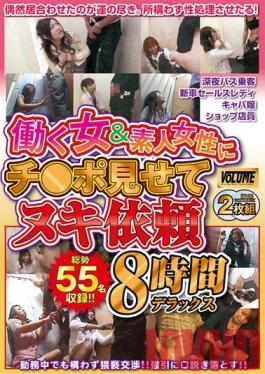 偶然居合わせたのが運の尽き、所構わず性処理させたる!
深夜バス乗客
新車セールスレディ
キャバ嬢
ショップ店員
働く女&素人女性に
チ●ポ見せて
ヌキ依頼
VOLUME
2枚組
総勢
55名
収録!!
8時間
デラックス
勤務中でも構わず猥褻交渉!!強引に口説き落とす!!